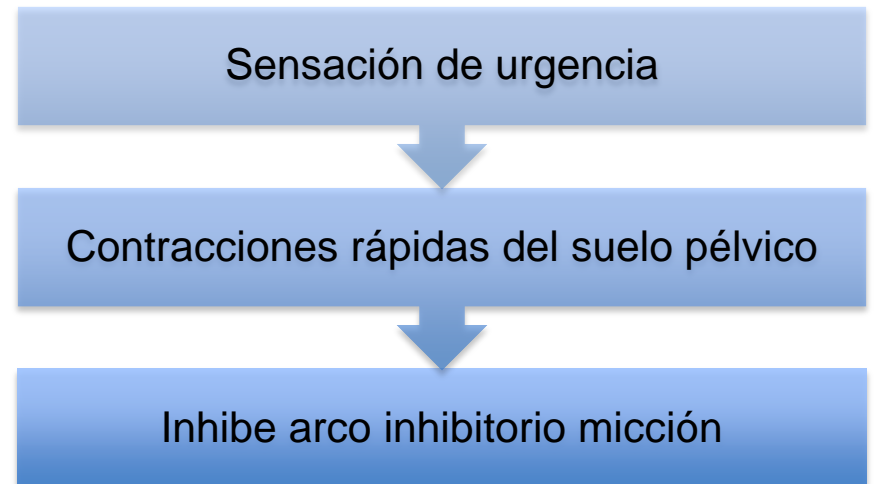 Sensación de urgencia
Contracciones rápidas del suelo pélvico
Inhibe arco inhibitorio micción